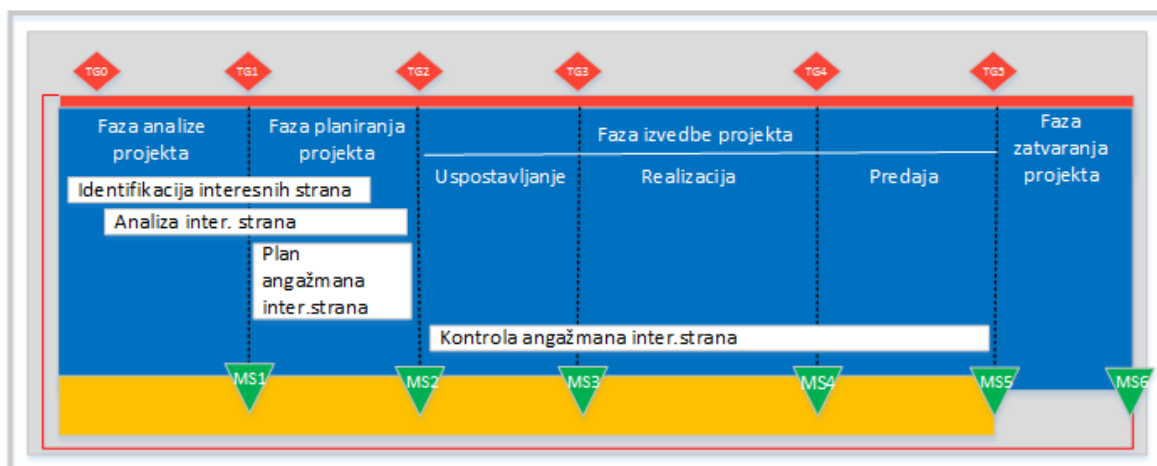 TG0 TG1 TG2 TG3 TG4 TG5
Faza analize
projekta
Faza planiranja
projekta
Faza izvedbe projekta
Uspostavljanje Realizacija Predaja
Faza
zatvaranja
projekta
Identifikacija interesnih strana
Analiza inter. strana
Plan
angažmana
inter.strana
Kontrola angažmana inter.strana
MS1 MS2 MS3 MS4 MS5 MS6